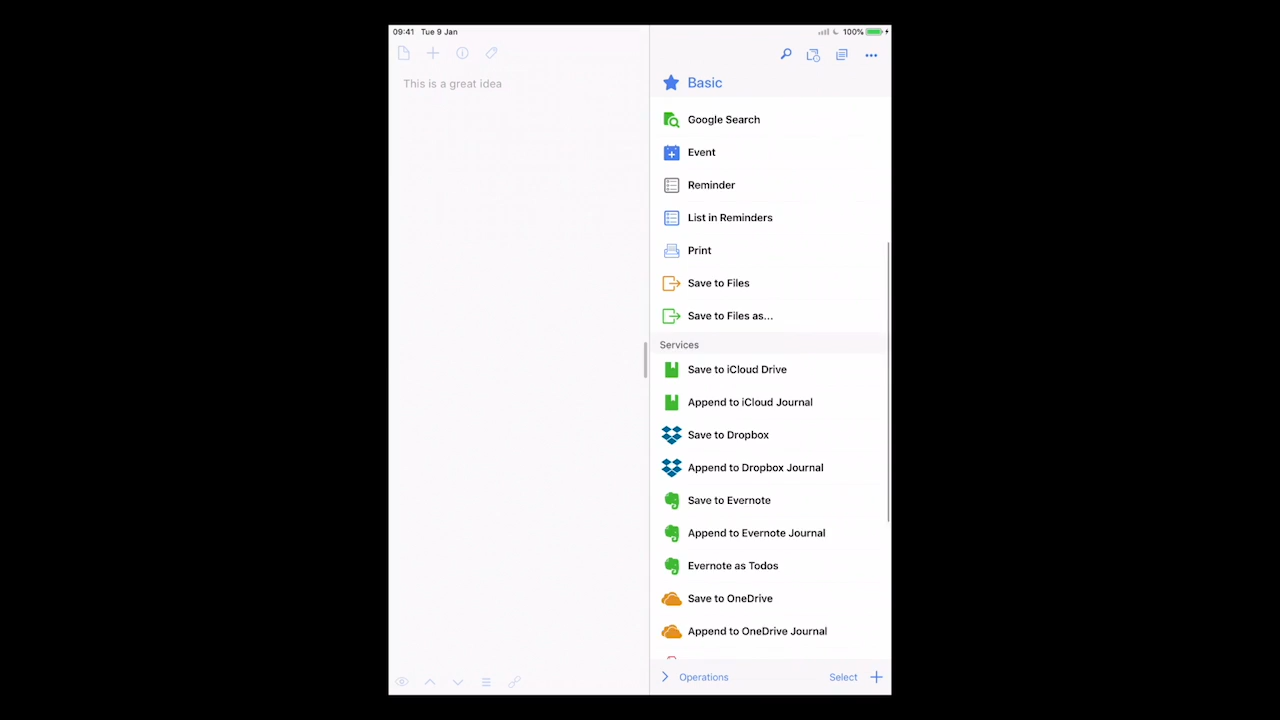 09:41 Tue 9 Jan
100%
This is a great idea
Basic
Google Search
Event
Reminder
List in Reminders
Print
Save to Files
Save to Files as...
Services
Save to iCloud Drive
Append to iCloud Journal
Save to Dropbox
Append to Dropbox Journal
Save to Evernote
Append to Evernote Journal
Evernote as Todos
Save to OneDrive
Append to OneDrive Journal
Operations
Select